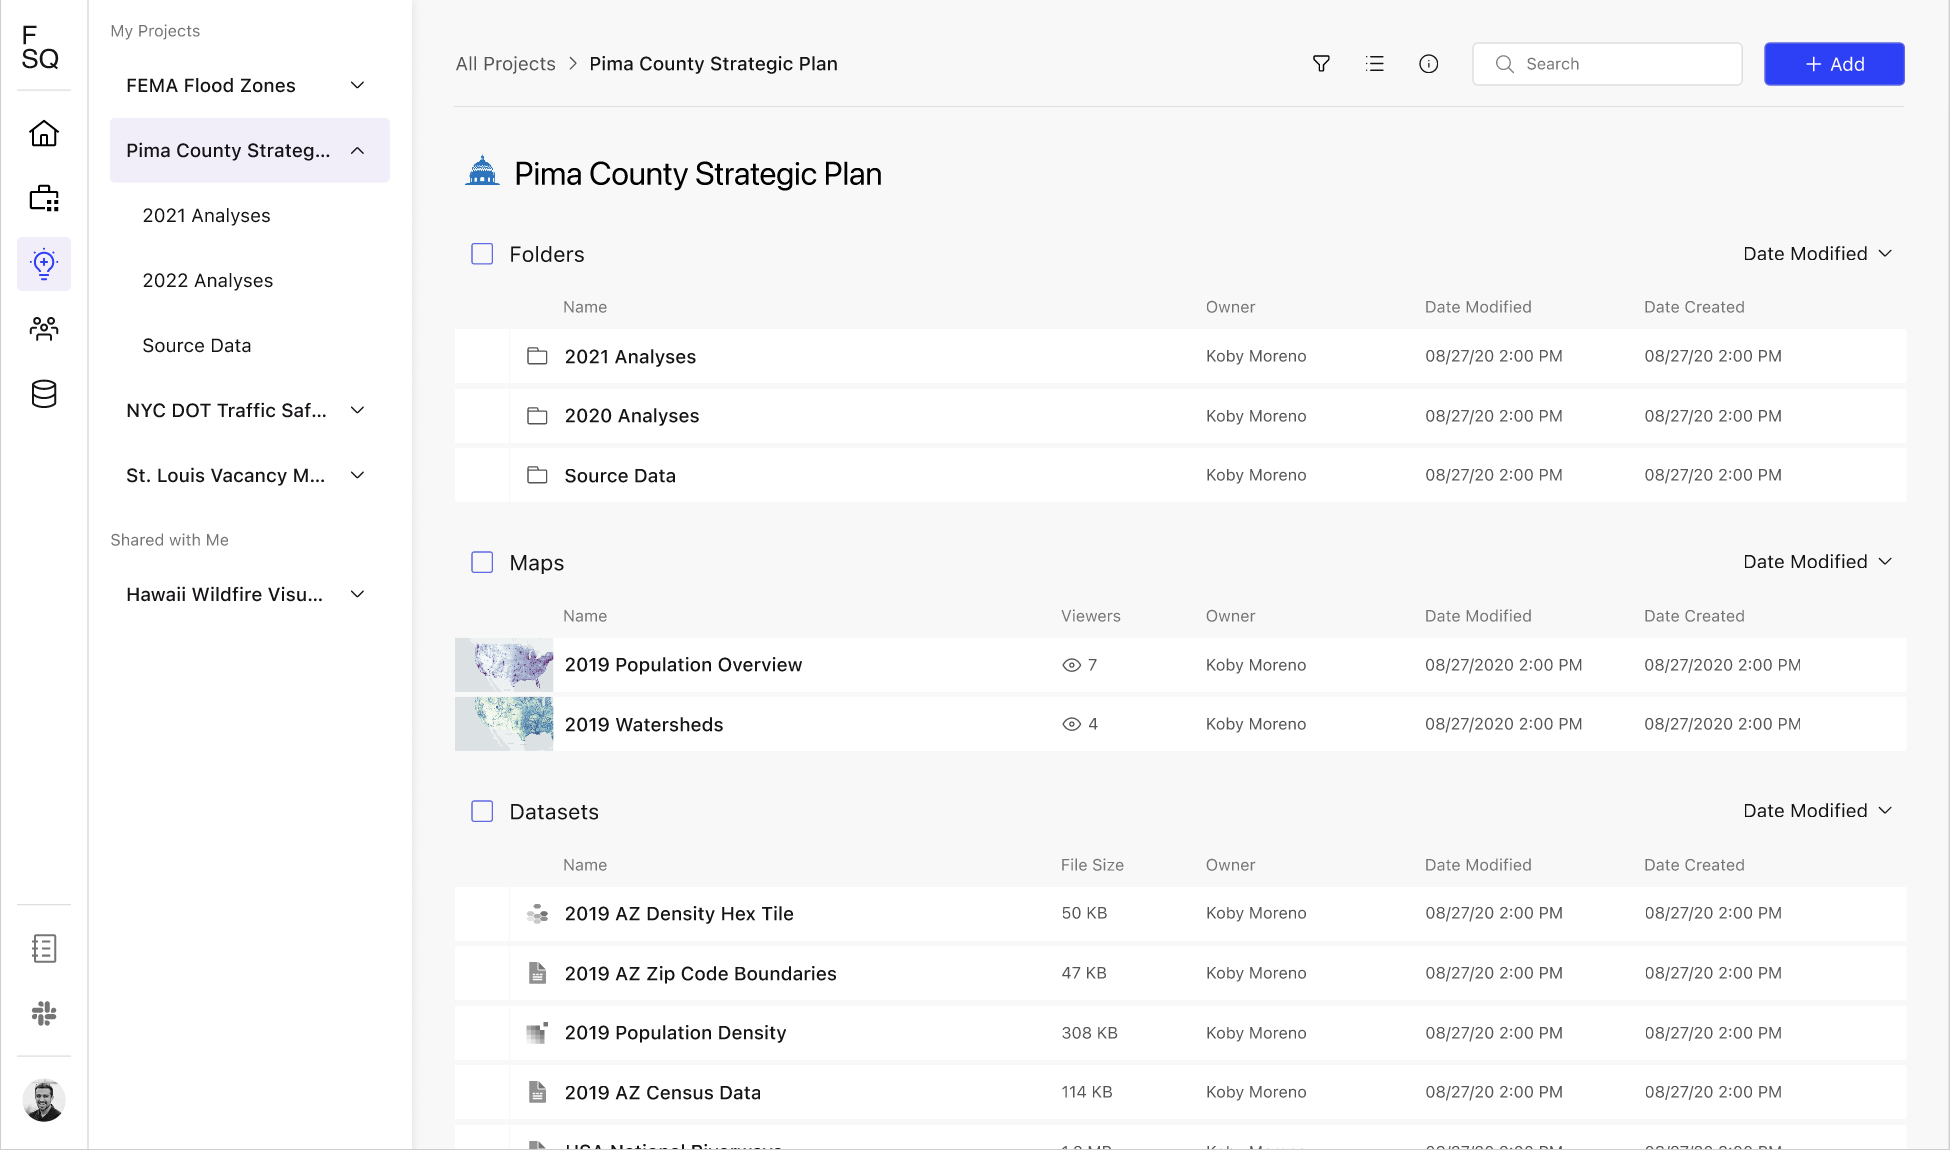 F
SQ
My Projects
FEMA Flood Zones
Pima County Strateg...
2021 Analyses
2022 Analyses
Source Data
NYC DOT Traffic Saf...
St. Louis Vacancy M...
Shared with Me
Hawaii Wildfire Visu...
All Projects > Pima County Strategic Plan
Search
+ Add
Pima County Strategic Plan
Folders Date Modified
Name Owner Date Modified Date Created
2021 Analyses Koby Moreno 08/27/20 2:00 PM 08/27/20 2:00 PM
2020 Analyses Koby Moreno 08/27/20 2:00 PM 08/27/20 2:00 PM
Source Data Koby Moreno 08/27/20 2:00 PM 08/27/20 2:00 PM
Maps Date Modified
Name Viewers Owner Date Modified Date Created
2019 Population Overview 7 Koby Moreno 08/27/2020 2:00 PM 08/27/2020 2:00 PM
2019 Watersheds 4 Koby Moreno 08/27/2020 2:00 PM 08/27/2020 2:00 PM
Datasets Date Modified
Name File Size Owner Date Modified Date Created
2019 AZ Density Hex Tile 50 KB Koby Moreno 08/27/20 2:00 PM 08/27/20 2:00 PM
2019 AZ Zip Code Boundaries 47 KB Koby Moreno 08/27/20 2:00 PM 08/27/20 2:00 PM
2019 Population Density 308 KB Koby Moreno 08/27/20 2:00 PM 08/27/20 2:00 PM
2019 AZ Census Data 114 KB Koby Moreno 08/27/20 2:00 PM 08/27/20 2:00 PM